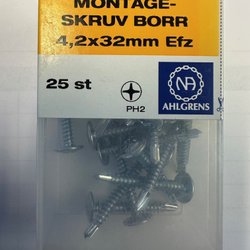 MONTAGE-
SKRUV BORR
4,2x32mm Efz
25 st
PH2
NA
AHLGRENS